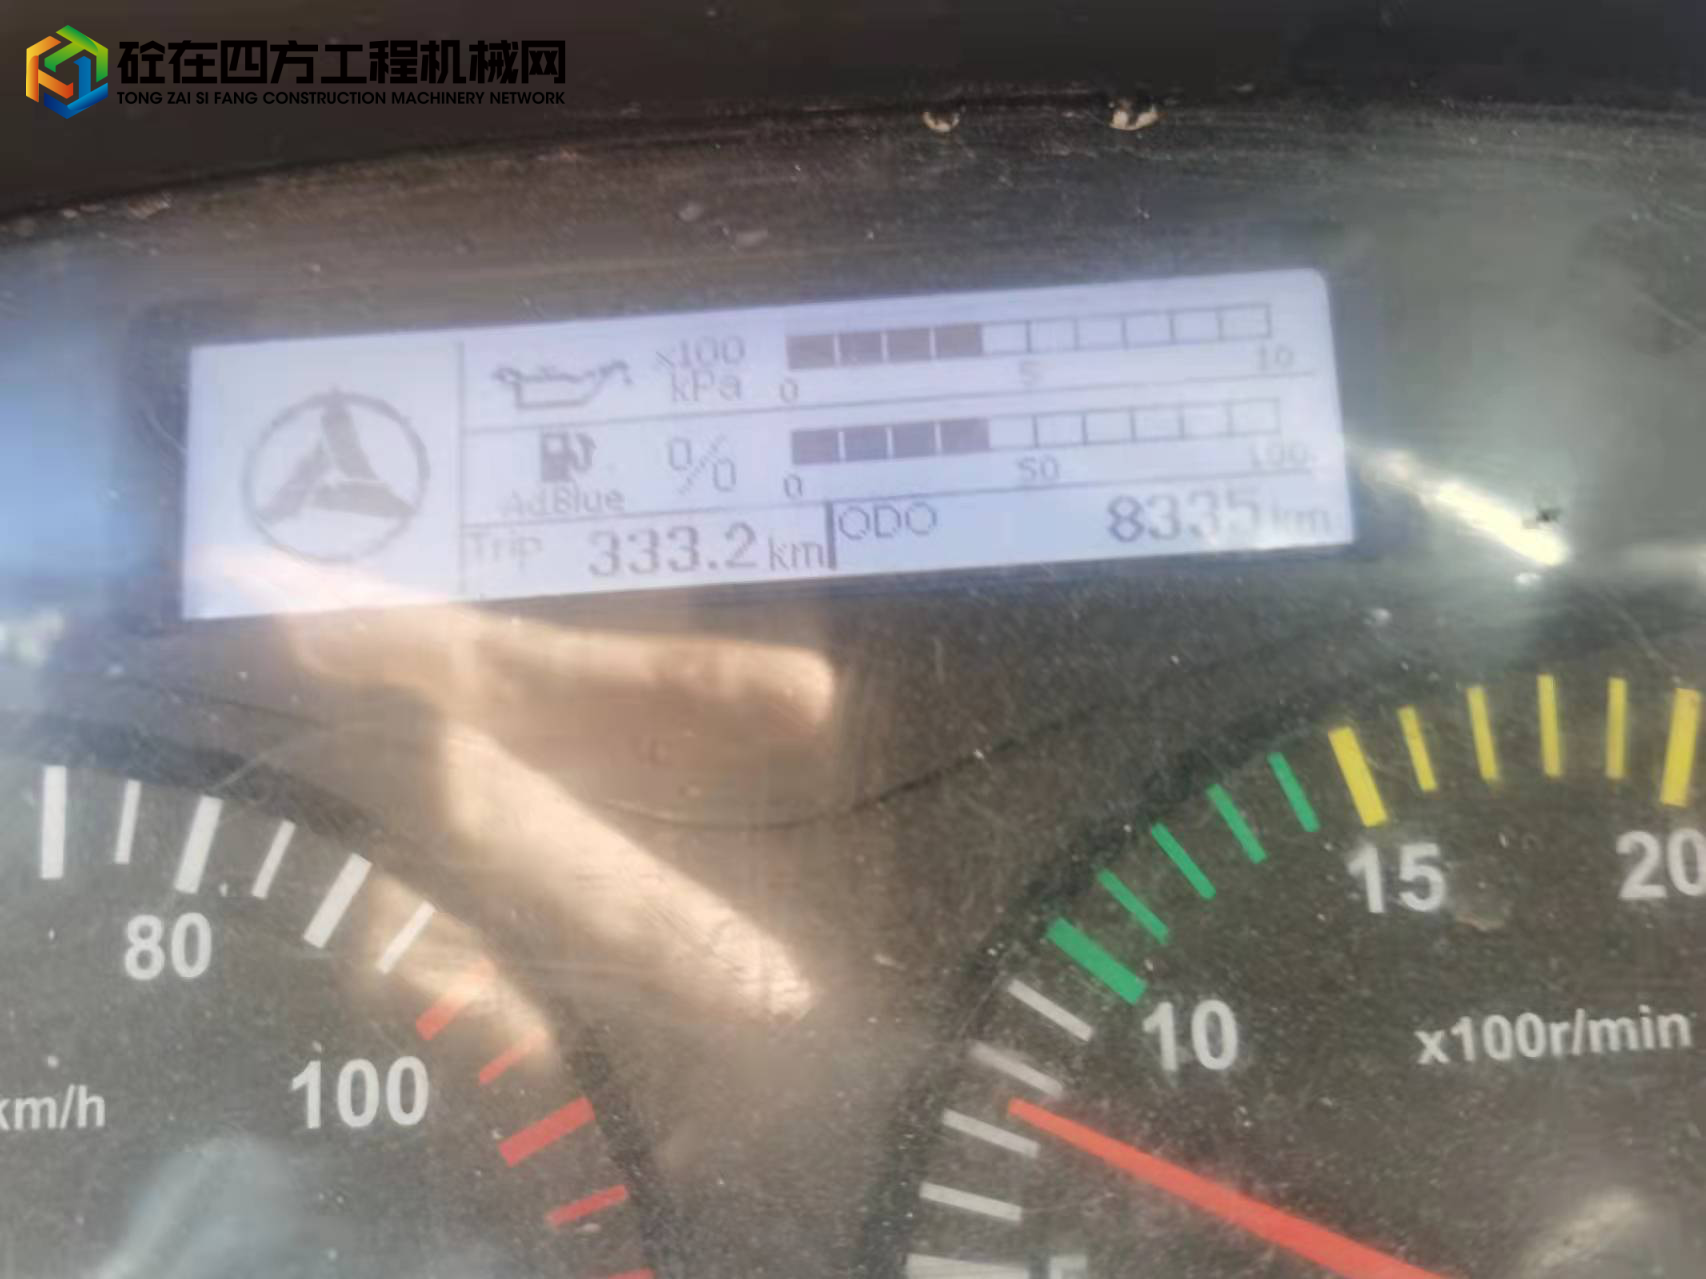 砼在四方工程机械网
TONG ZAI SI FANG CONSTRUCTION MACHINERY NETWORK
x100 kPa
0 5 10
AdBlue %
0 50 100
Trip 333.2 km
ODO 8335 km
80
100
km/h
10
15
20
x100r/min